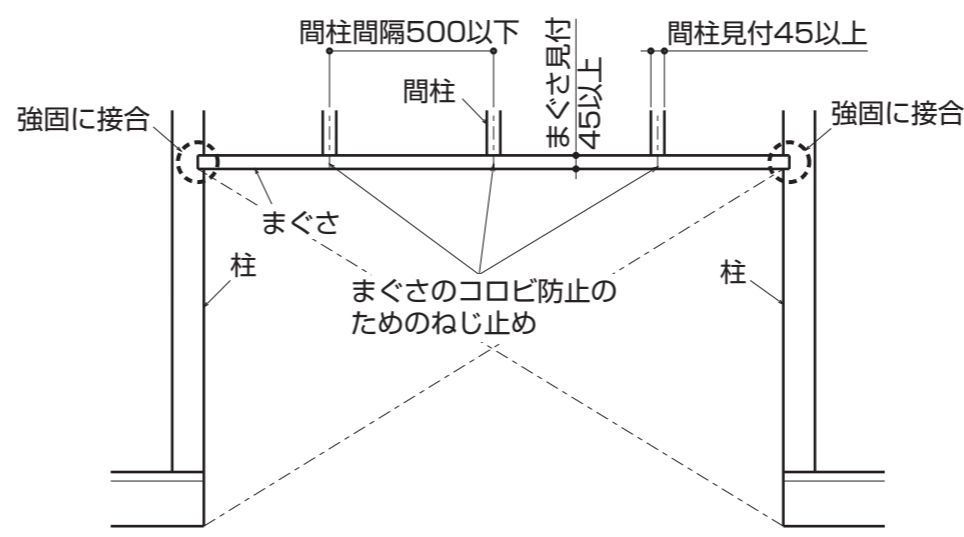 間柱間隔500以下
まぐさ見付
45以上
間柱見付45以上
強固に接合
間柱
強固に接合
まぐさ
柱
柱
まぐさのコロビ防止の
ためのねじ止め